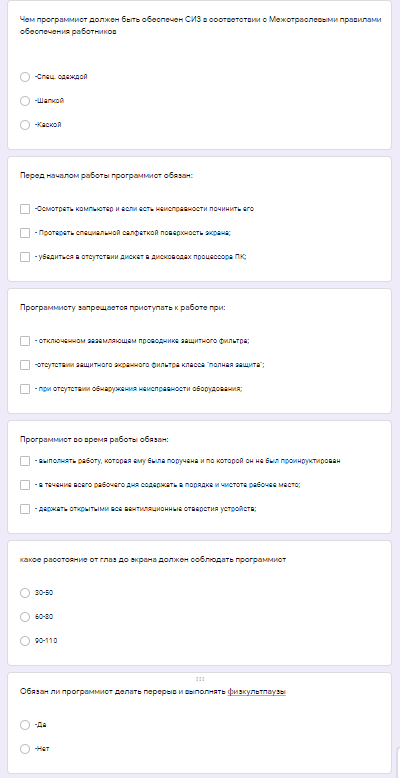 Чем программист должен быть обеспечен СИЗ в соответствии с Межотраслевыми правилами
обеспечения работников
-Спец. одеждой
-Шапкой
-Каской
Перед началом работы программист обязан:
-Осмотреть компьютер и если есть неисправности починить его
- Протереть специальной салфеткой поверхность экрана;
- убедиться в отсутствии дискет в дисководах процессора ПК;
Программисту запрещается приступать к работе при:
- отключенном заземляющем проводнике защитного фильтра;
-отсутствии защитного экранного фильтра класса "полная защита";
- при отсутствии обнаружения неисправности оборудования;
Программист во время работы обязан:
- выполнять работу, которая ему была поручена и по которой он не был проинруктирован
- в течение всего рабочего дня содержать в порядке и чистоте рабочее место;
- держать открытыми все вентиляционные отверстия устройств;
какое расстояние от глаз до экрана должен соблюдать программист
30-50
60-80
90-110
Обязан ли программист делать перерыв и выполнять физкультпаузы
-Да
-Нет